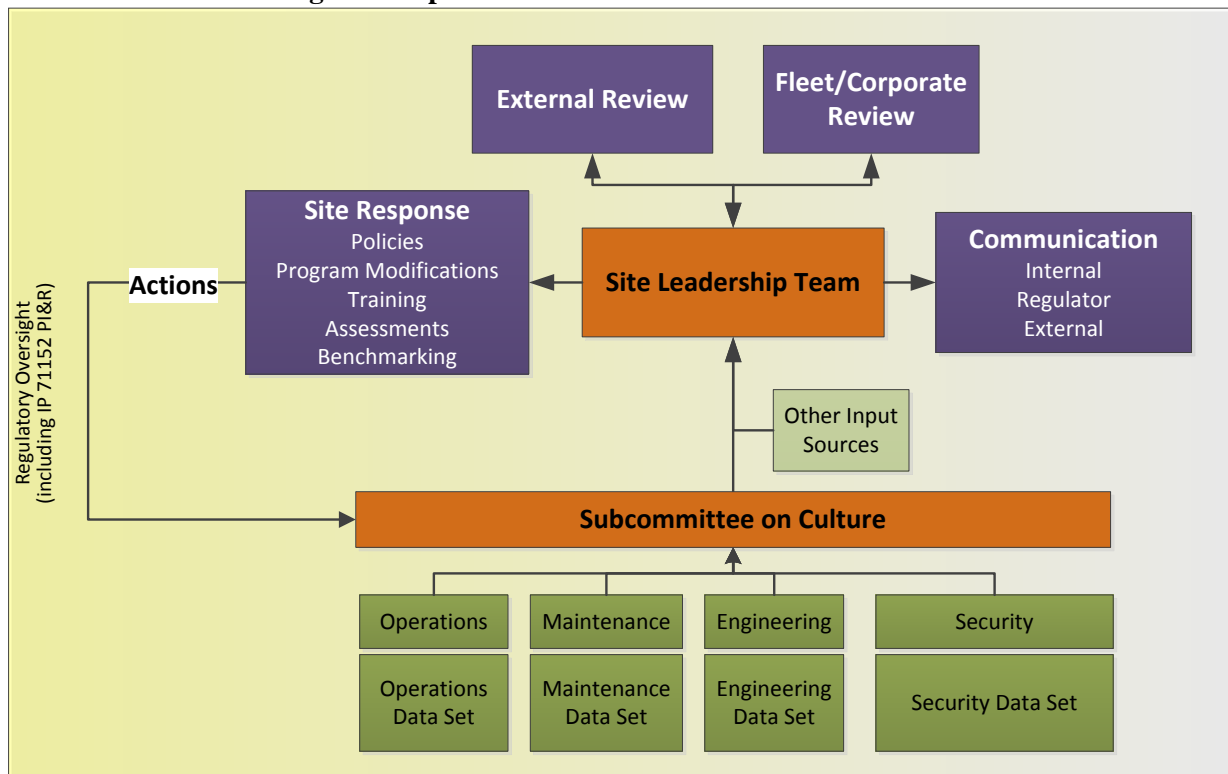 External Review
Fleet/Corporate
Review
Site Response
Policies
Program Modifications
Training
Assessments
Benchmarking
Actions
Site Leadership Team
Communication
Internal
Regulator
External
Regulatory Oversight
(including IP 71152 PI&R)
Other Input
Sources
Subcommittee on Culture
Operations
Maintenance
Engineering
Security
Operations
Data Set
Maintenance
Data Set
Engineering
Data Set
Security Data Set